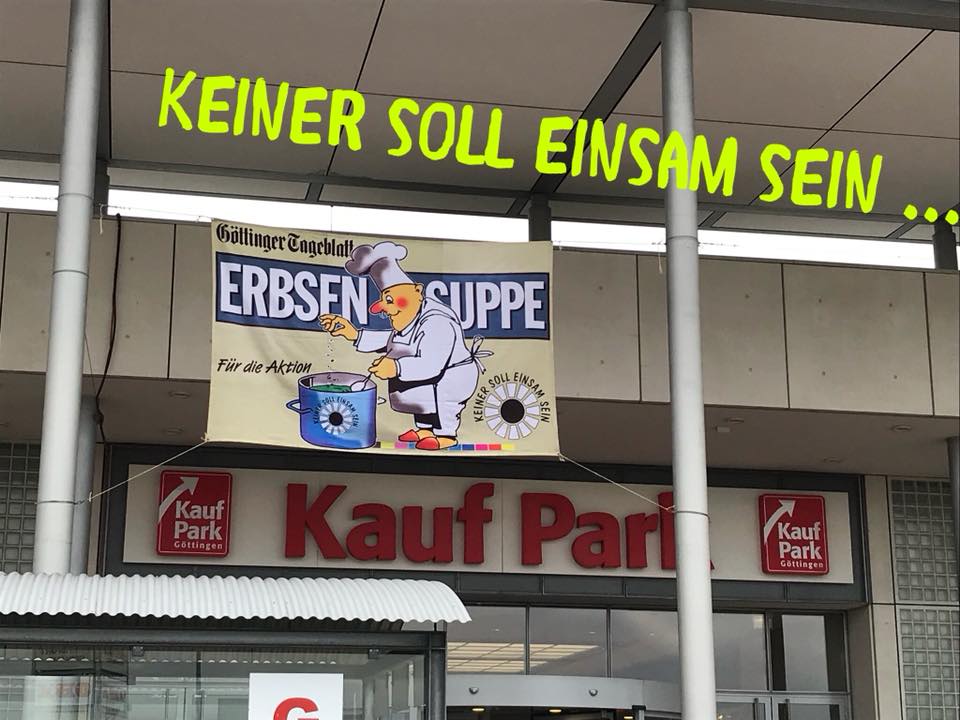 KEINER SOLL EINSAM SEIN ...
Göttinger Tageblatt
ERBSEN SUPPE
Für die Aktion
KEINER SOLL EINSAM SEIN
KEINER SOLL EINSAM SEIN
Kauf Park
Göttingen
Kauf Park
Kauf Park
Göttingen
G